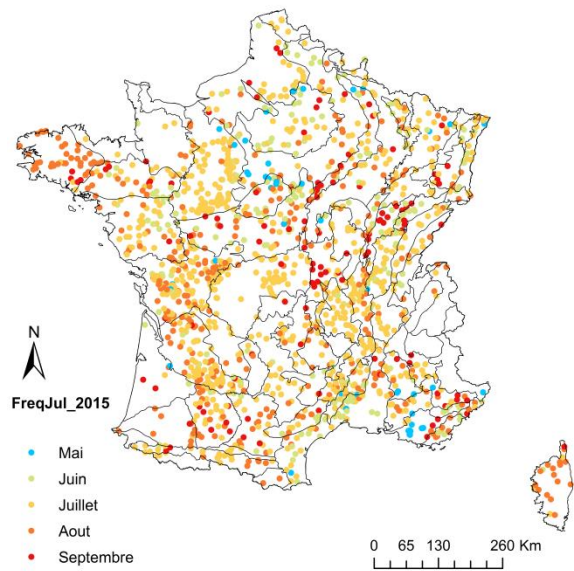 N
FreqJul_2015
Mai
Juin
Juillet
Aout
Septembre
0 65 130 260 Km